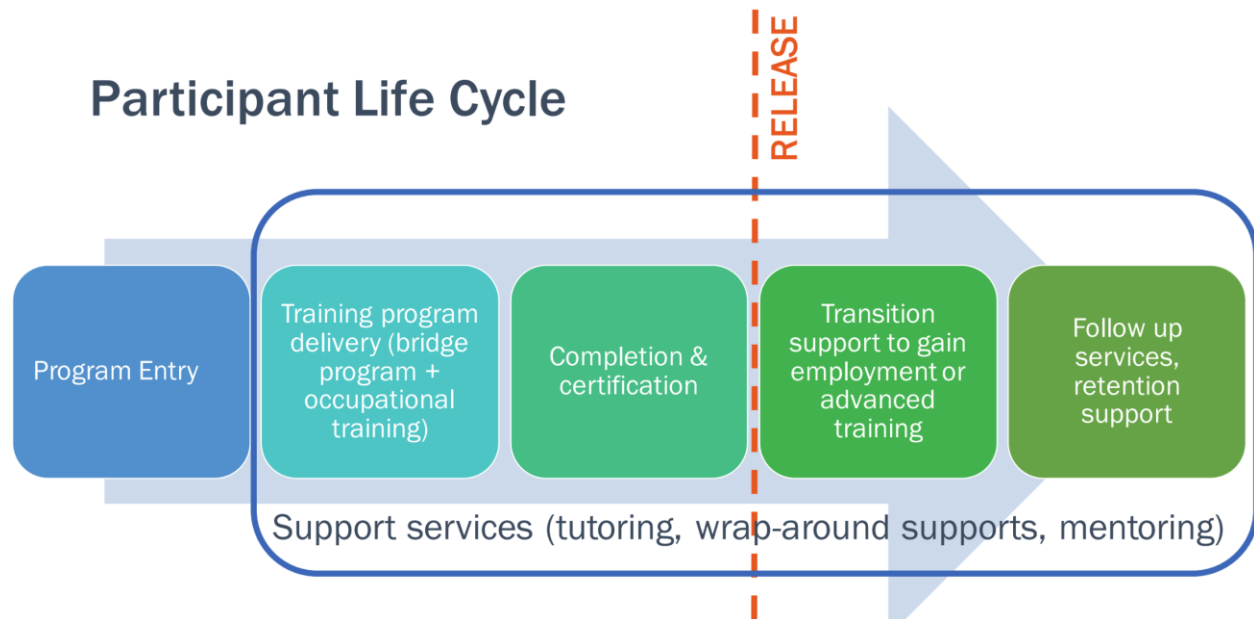 Participant Life Cycle
RELEASE
Program Entry
Training program
delivery (bridge
program +
occupational
training)
Completion &
certification
Transition
support to gain
employment or
advanced
training
Follow up
services,
retention
support
Support services (tutoring, wrap-around supports, mentoring)